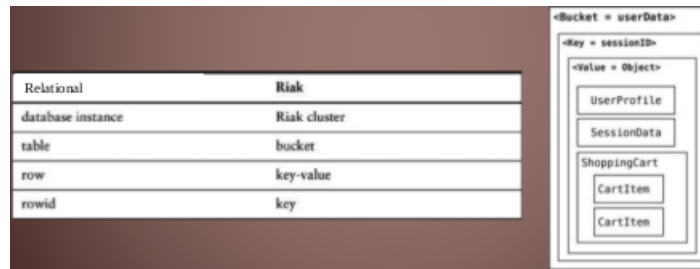 Relational Riak
database instance Riak cluster
table bucket
row key-value
rowid key
<Bucket = userData>
<Key = sessionID>
<Value = Object>
UserProfile
SessionData
ShoppingCart
CartItem
CartItem